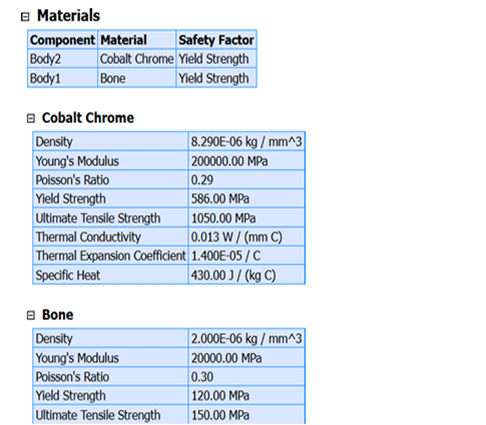 Materials
Component Material Safety Factor
Body2 Cobalt Chrome Yield Strength
Body1 Bone Yield Strength
Cobalt Chrome
Density 8.290E-06 kg / mm^3
Young's Modulus 200000.00 MPa
Poisson's Ratio 0.29
Yield Strength 586.00 MPa
Ultimate Tensile Strength 1050.00 MPa
Thermal Conductivity 0.013 W / (mm C)
Thermal Expansion Coefficient 1.400E-05 / C
Specific Heat 430.00 J / (kg C)
Bone
Density 2.000E-06 kg / mm^3
Young's Modulus 20000.00 MPa
Poisson's Ratio 0.30
Yield Strength 120.00 MPa
Ultimate Tensile Strength 150.00 MPa